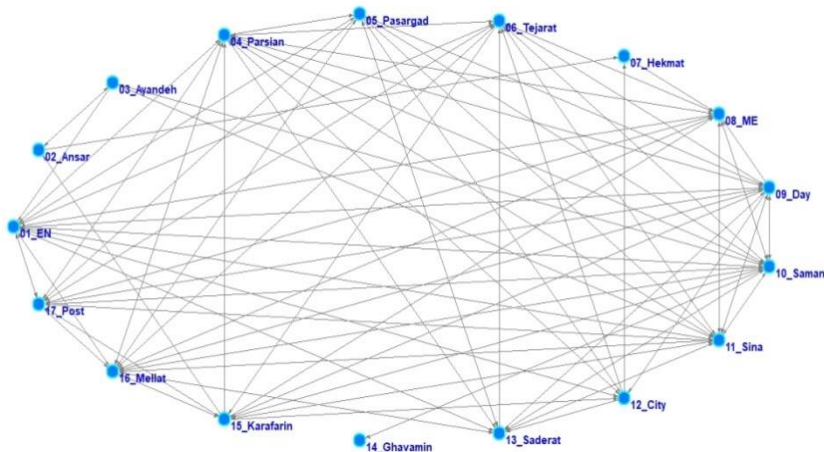 05_Pasargad
06_Tejarat
04_Parsian
07_Hekmat
03_Ayandeh
08_ME
02_Ansar
09_Day
01_EN
10_Saman
17_Post
11_Sina
16_Mellat
12_City
15_Karafarin
13_Saderat
14_Ghavamin